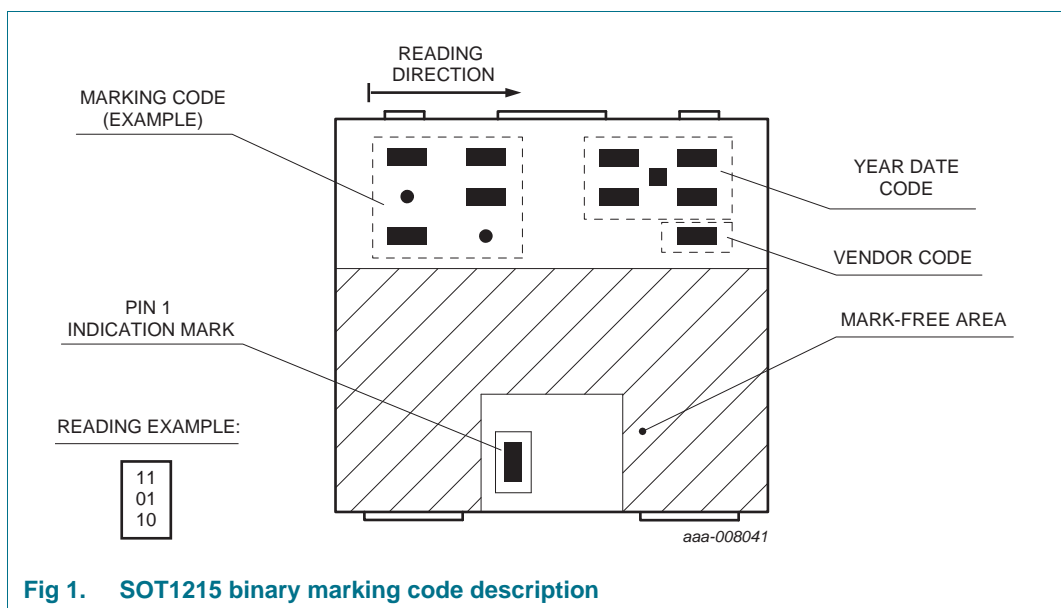 READING
DIRECTION
MARKING CODE
(EXAMPLE)
YEAR DATE
CODE
VENDOR CODE
PIN 1
INDICATION MARK
MARK-FREE AREA
READING EXAMPLE:
11
01
10
aaa-008041
Fig 1. SOT1215 binary marking code description